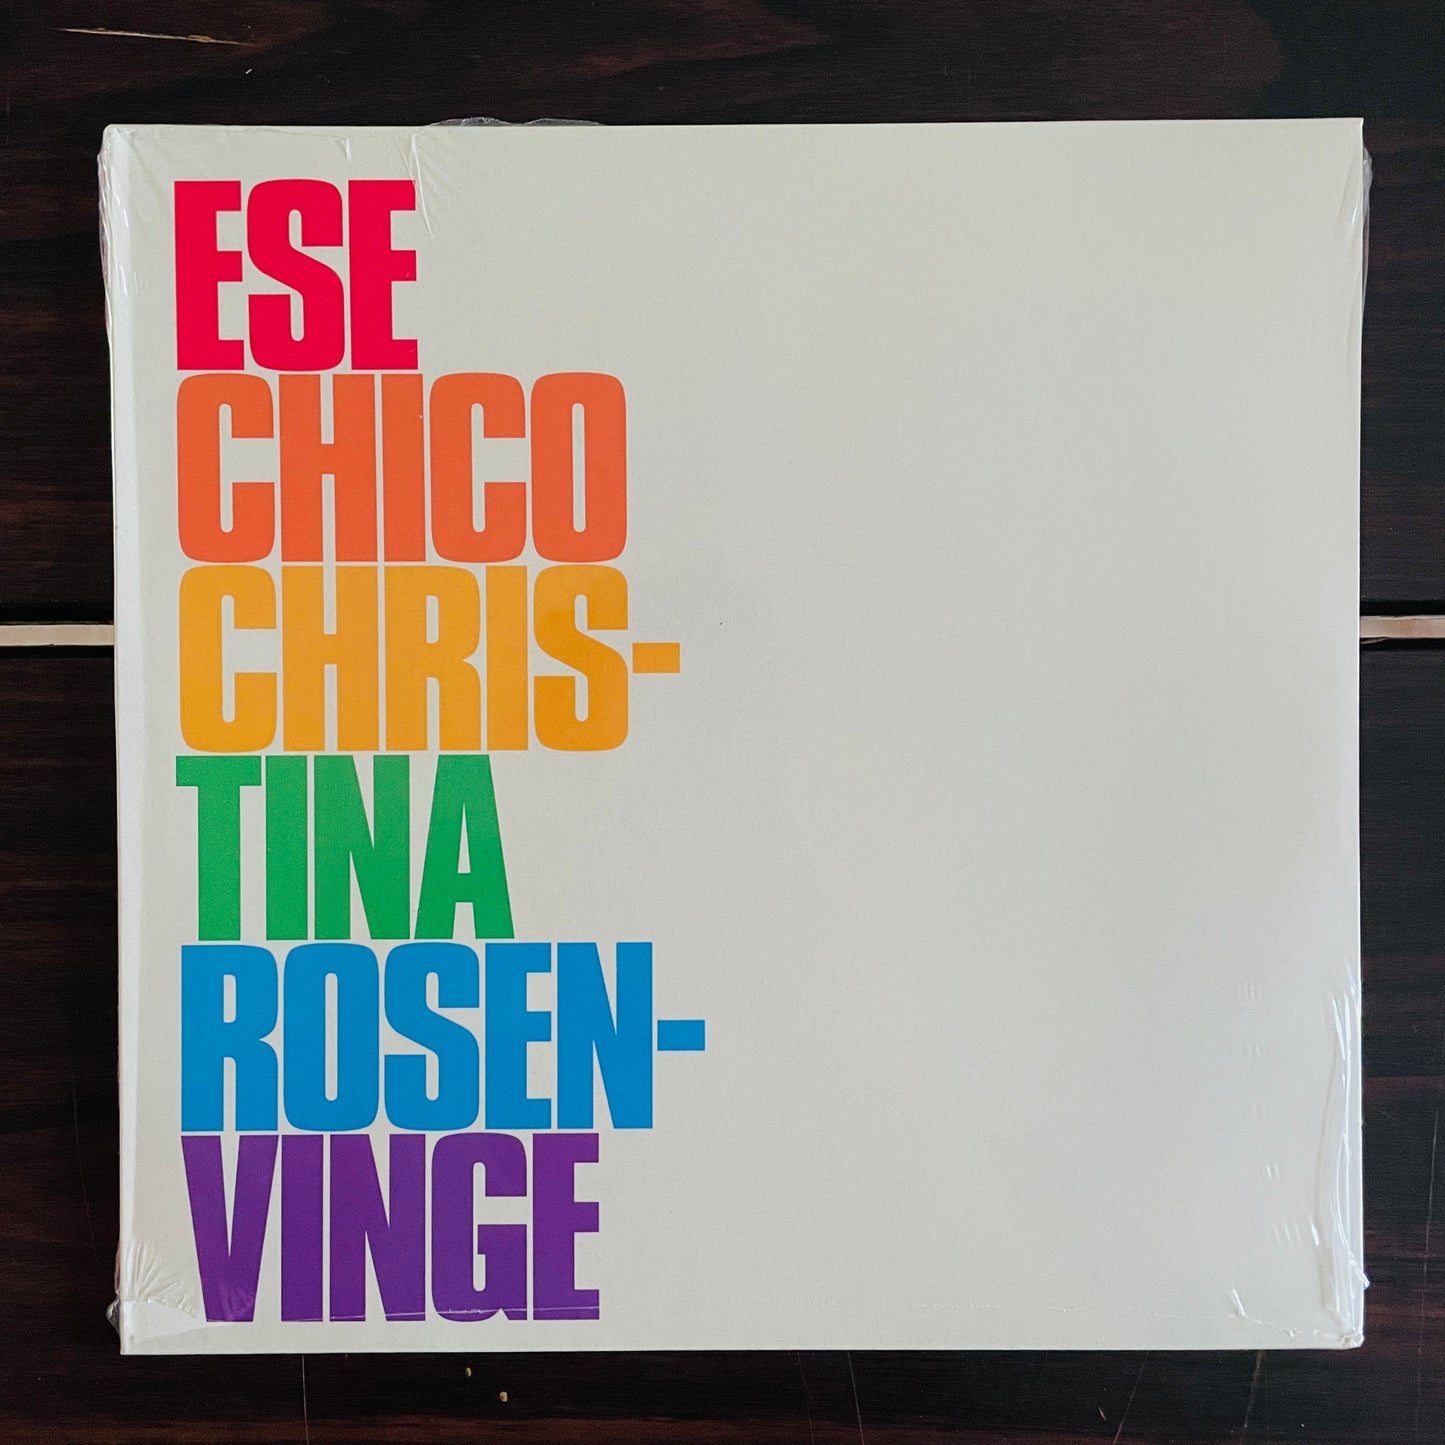 ESE
CHICO
CHRIS-
TINA
ROSEN-
VINGE